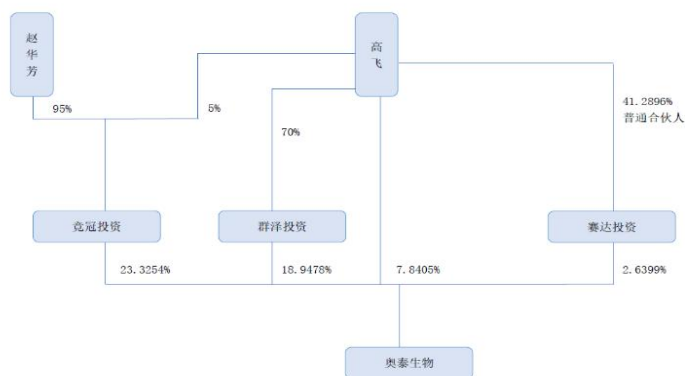 赵
华
芳
高
飞
95%
5%
70%
41.2896%
普通合伙人
竞冠投资
群泽投资
赛达投资
23.3254%
18.9478%
7.8405%
2.6399%
奥泰生物